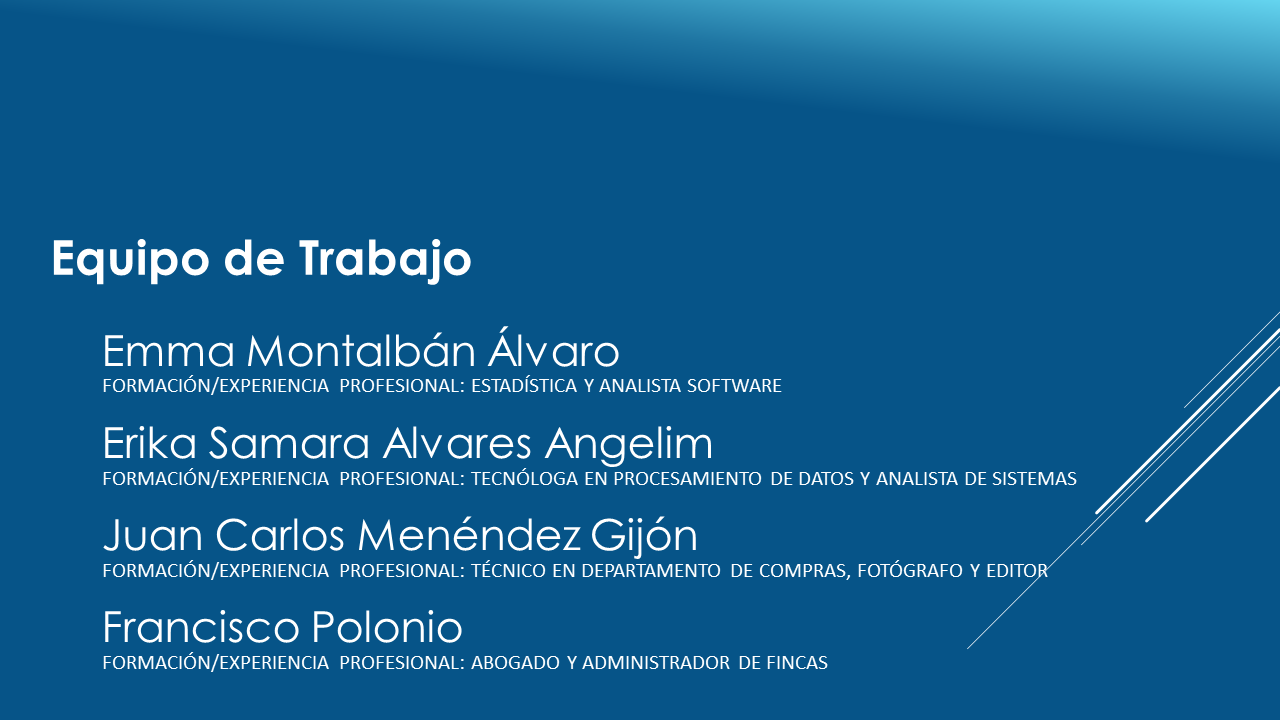 Equipo de Trabajo
Emma Montalbán Álvaro
FORMACIÓN/EXPERIENCIA PROFESIONAL: ESTADÍSTICA Y ANALISTA SOFTWARE
Erika Samara Alvares Angelim
FORMACIÓN/EXPERIENCIA PROFESIONAL: TECNÓLOGA EN PROCESAMIENTO DE DATOS Y ANALISTA DE SISTEMAS
Juan Carlos Menéndez Gijón
FORMACIÓN/EXPERIENCIA PROFESIONAL: TÉCNICO EN DEPARTAMENTO DE COMPRAS, FOTÓGRAFO Y EDITOR
Francisco Polonio
FORMACIÓN/EXPERIENCIA PROFESIONAL: ABOGADO Y ADMINISTRADOR DE FINCAS